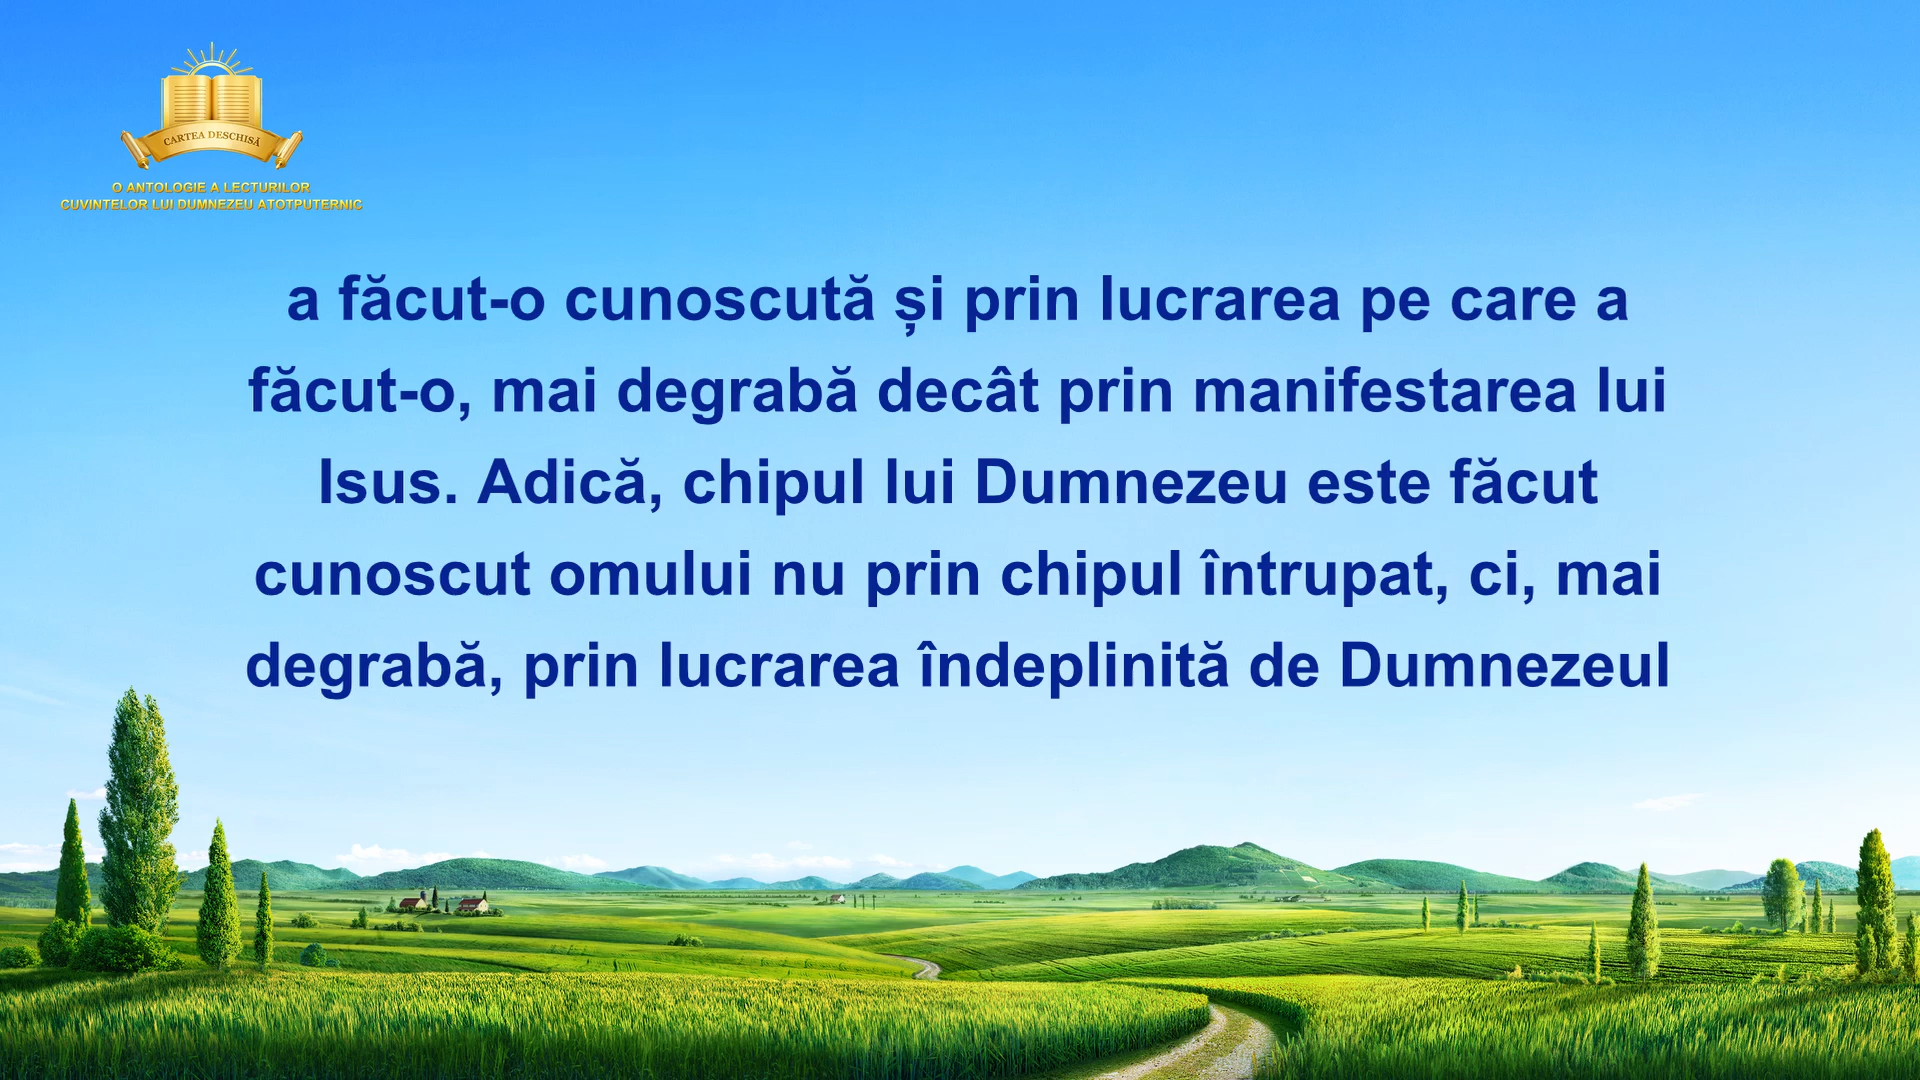 CARTEA DESCHISĂ
O ANTOLOGIE A LECTURILOR
CUVINTELOR LUI DUMNEZEU ATOTPUTERNIC
a făcut-o cunoscută și prin lucrarea pe care a
făcut-o, mai degrabă decât prin manifestarea lui
Isus. Adică, chipul lui Dumnezeu este făcut
cunoscut omului nu prin chipul întrupat, ci, mai
degrabă, prin lucrarea îndeplinită de Dumnezeul